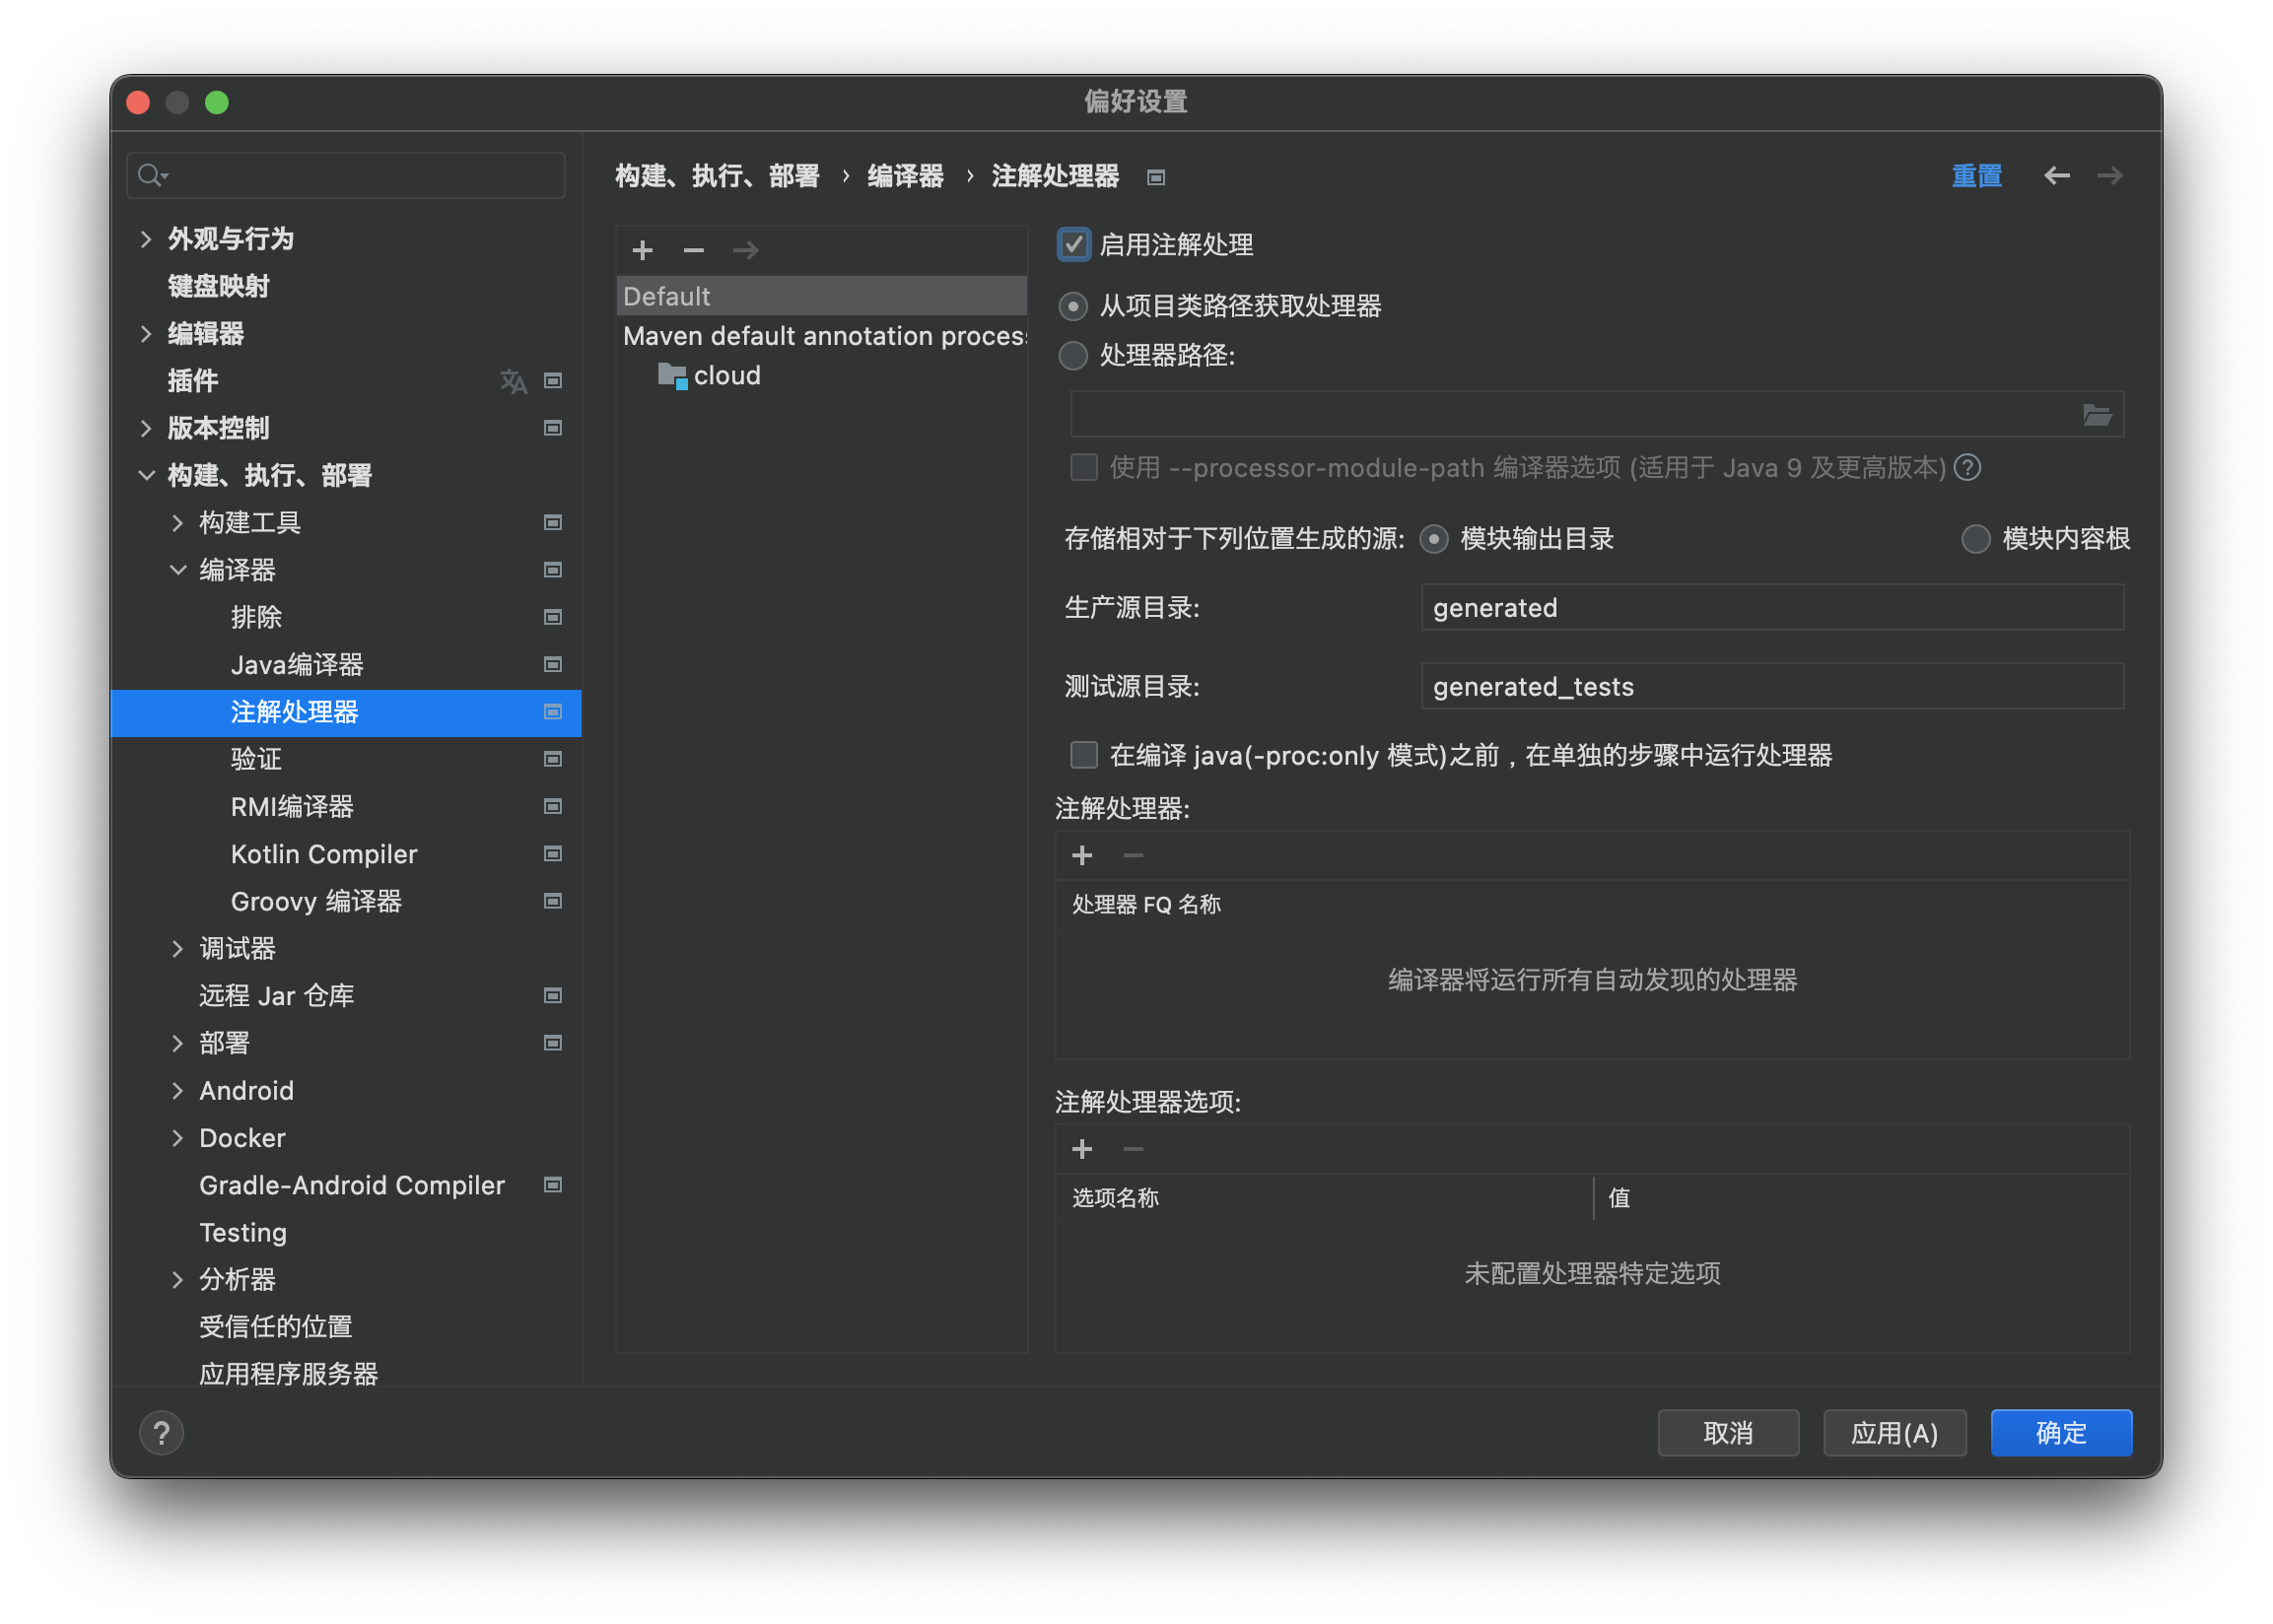 偏好设置
外观与行为
键盘映射
编辑器
插件
版本控制
构建、执行、部署
构建工具
编译器
排除
Java编译器
注解处理器
验证
RMI编译器
Kotlin Compiler
Groovy 编译器
调试器
远程 Jar 仓库
部署
Android
Docker
Gradle-Android Compiler
Testing
分析器
受信任的位置
应用程序服务器
构建、执行、部署 › 编译器 › 注解处理器
重置
Default
Maven default annotation process
cloud
启用注解处理
从项目类路径获取处理器
处理器路径:
使用 --processor-module-path 编译器选项 (适用于 Java 9 及更高版本) ?
存储相对于下列位置生成的源: 模块输出目录 模块内容根
生产源目录: generated
测试源目录: generated_tests
在编译 java(-proc:only 模式)之前，在单独的步骤中运行处理器
注解处理器:
处理器 FQ 名称
编译器将运行所有自动发现的处理器
注解处理器选项:
选项名称 值
未配置处理器特定选项
? 取消 应用(A) 确定